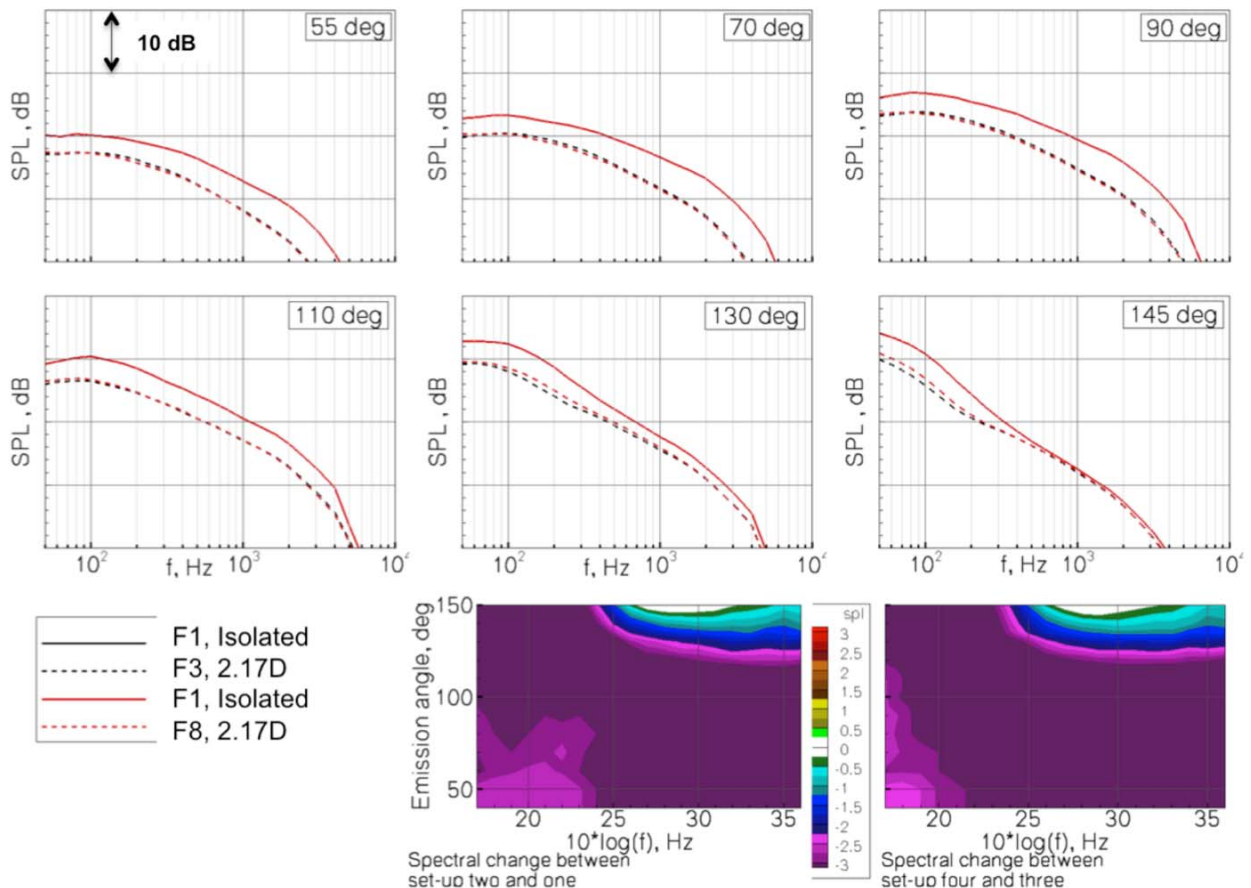 10 dB
55 deg
70 deg
90 deg
SPL, dB
SPL, dB
SPL, dB
110 deg
130 deg
145 deg
SPL, dB
SPL, dB
SPL, dB
10² 10³ 10⁴
f, Hz
10² 10³ 10⁴
f, Hz
10² 10³ 10⁴
f, Hz
F1, Isolated
F3, 2.17D
F1, Isolated
F8, 2.17D
Emission angle, deg
150
100
50
20 25 30 35
10*log(f), Hz
Spectral change between
set-up two and one
spl
3
2.5
2
1.5
1
0.5
0
-0.5
-1
-1.5
-2
-2.5
-3
150
100
50
20 25 30 35
10*log(f), Hz
Spectral change between
set-up four and three